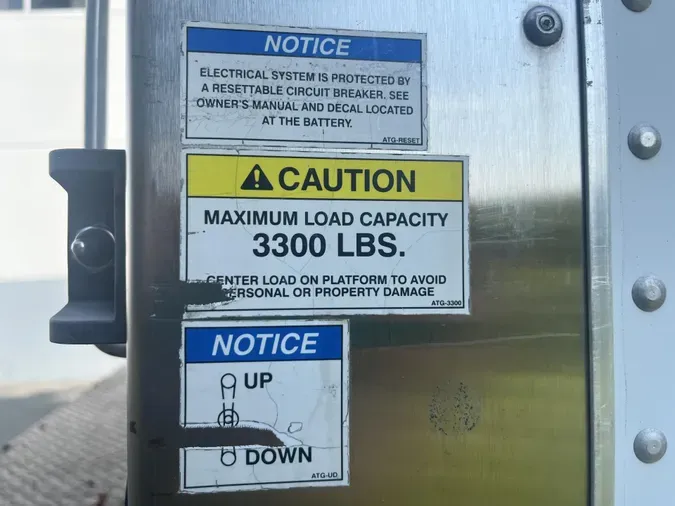 NOTICE
ELECTRICAL SYSTEM IS PROTECTED BY
A RESETTABLE CIRCUIT BREAKER. SEE
OWNER'S MANUAL AND DECAL LOCATED
AT THE BATTERY.
ATG-RESET
CAUTION
MAXIMUM LOAD CAPACITY
3300 LBS.
CENTER LOAD ON PLATFORM TO AVOID
PERSONAL OR PROPERTY DAMAGE
ATG-3300
NOTICE
UP
DOWN
ATG-UD